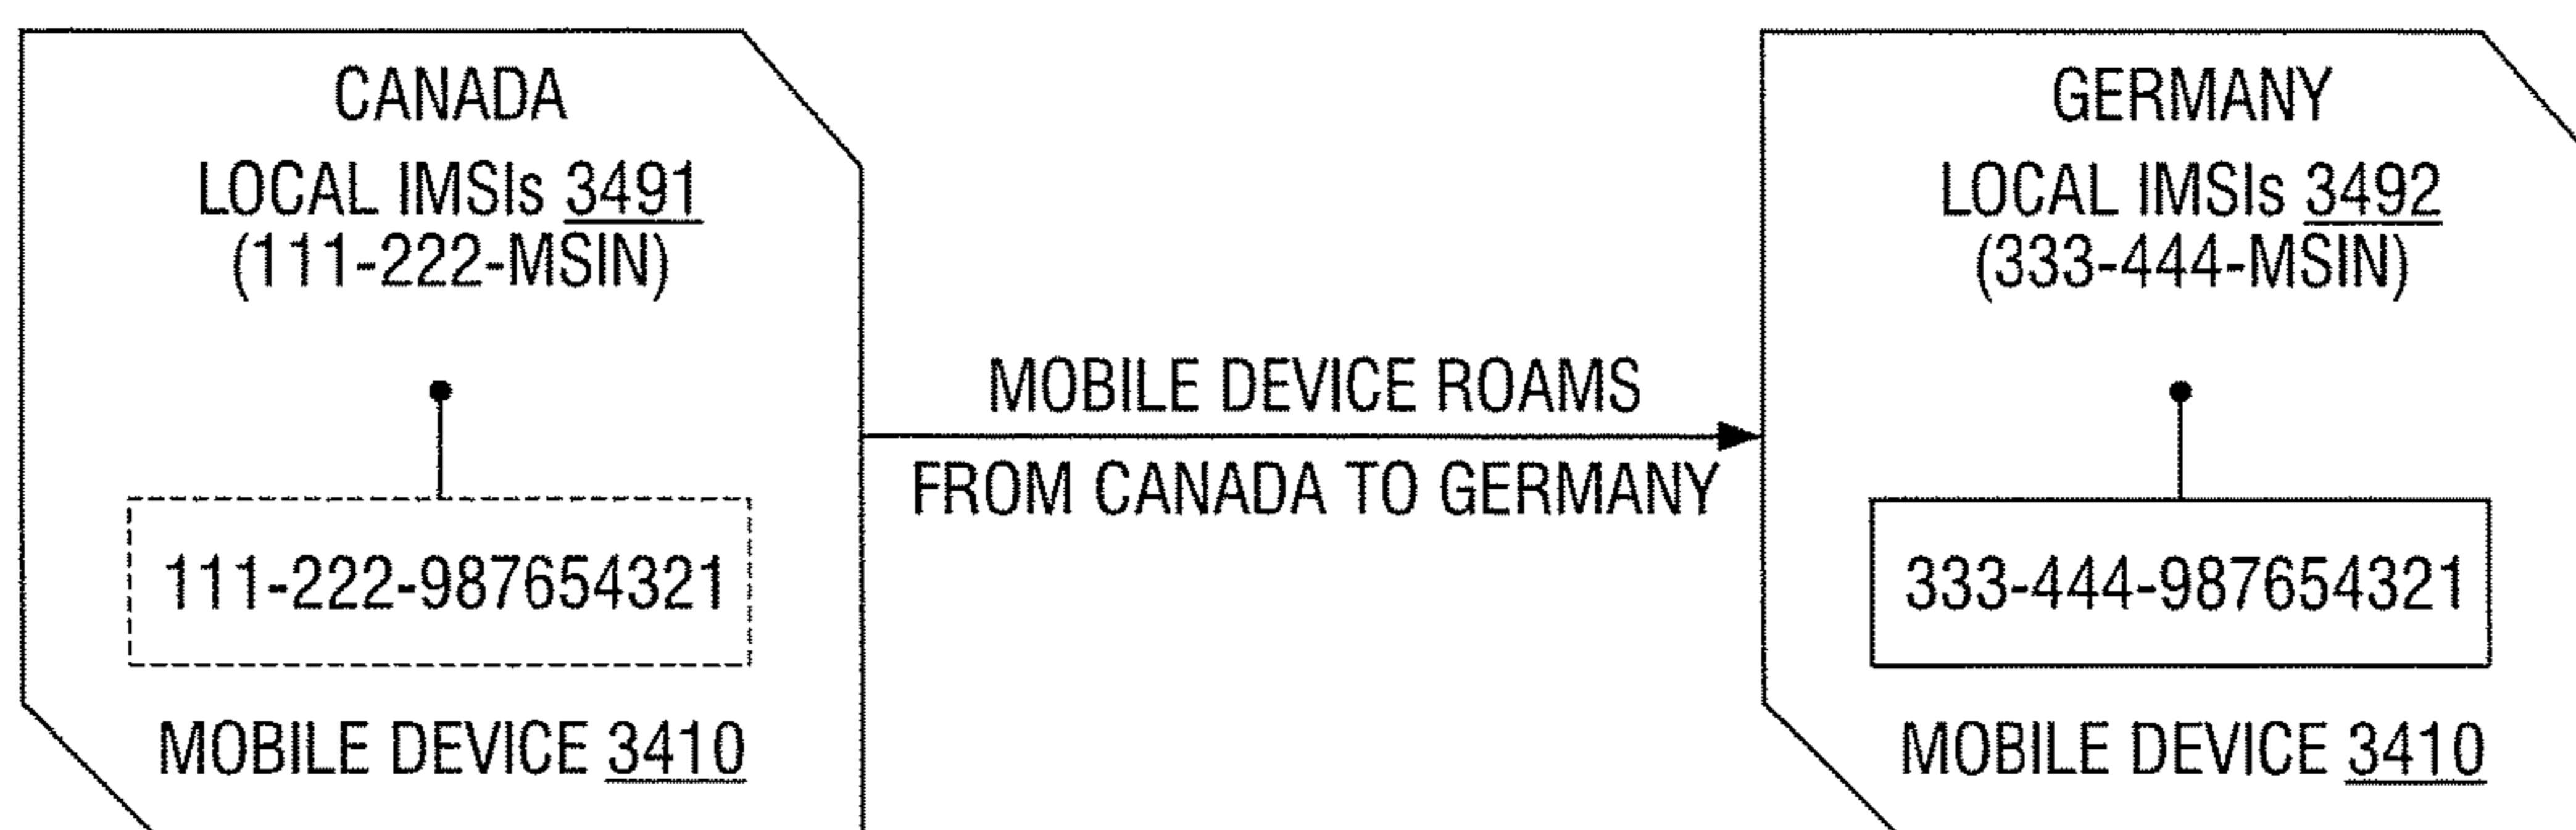 CANADA
LOCAL IMSIs 3491
(111-222-MSIN)
111-222-987654321
MOBILE DEVICE 3410
MOBILE DEVICE ROAMS
FROM CANADA TO GERMANY
GERMANY
LOCAL IMSIs 3492
(333-444-MSIN)
333-444-987654321
MOBILE DEVICE 3410